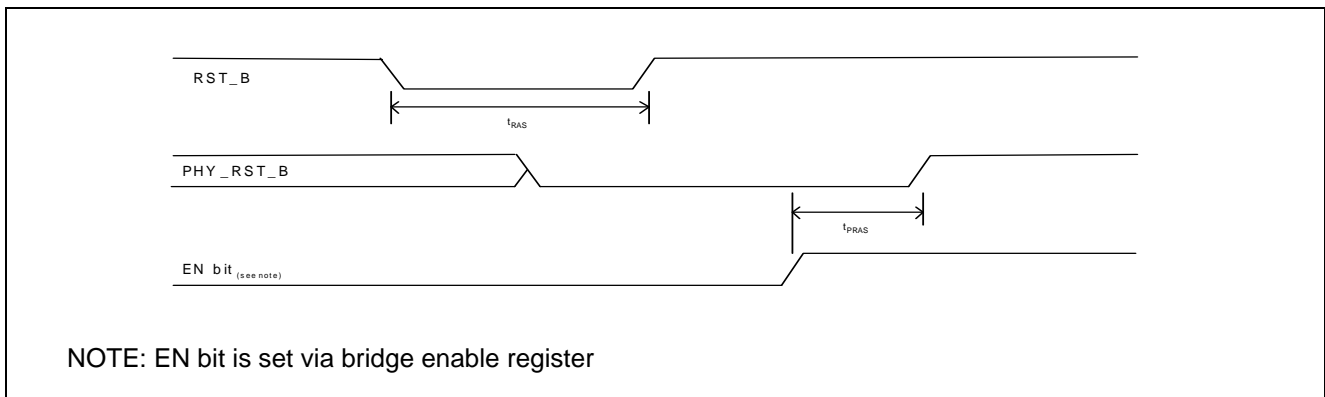 RST_B
tRAS
PHY_RST_B
tPRAS
EN bit (see note)
NOTE: EN bit is set via bridge enable register